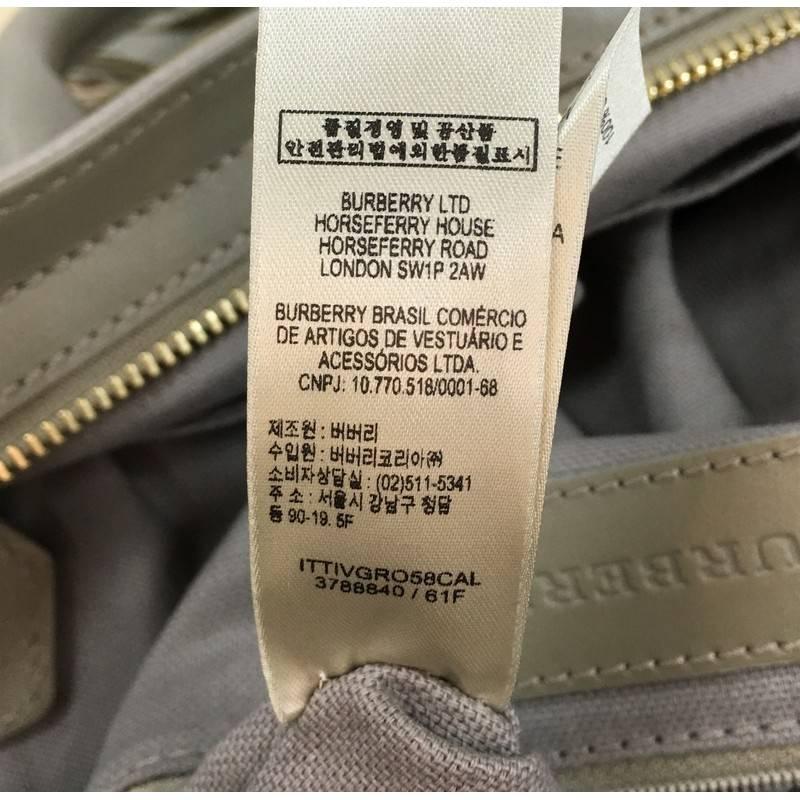 품질경영 및 공산품
안전관리법에의한품질표시
BURBERRY LTD
HORSEFERRY HOUSE
HORSEFERRY ROAD
LONDON SW1P 2AW
BURBERRY BRASIL COMÉRCIO
DE ARTIGOS DE VESTUÁRIO E
ACESSÓRIOS LTDA.
CNPJ: 10.770.518/0001-68
제조원 : 버버리
수입원 : 버버리코리아㈜
소비자상담실 : (02)511-5341
주 소 : 서울시 강남구 청담
동 90-19. 5F
ITTIVGRO58CAL
3788840 / 61F
E
A
URBER